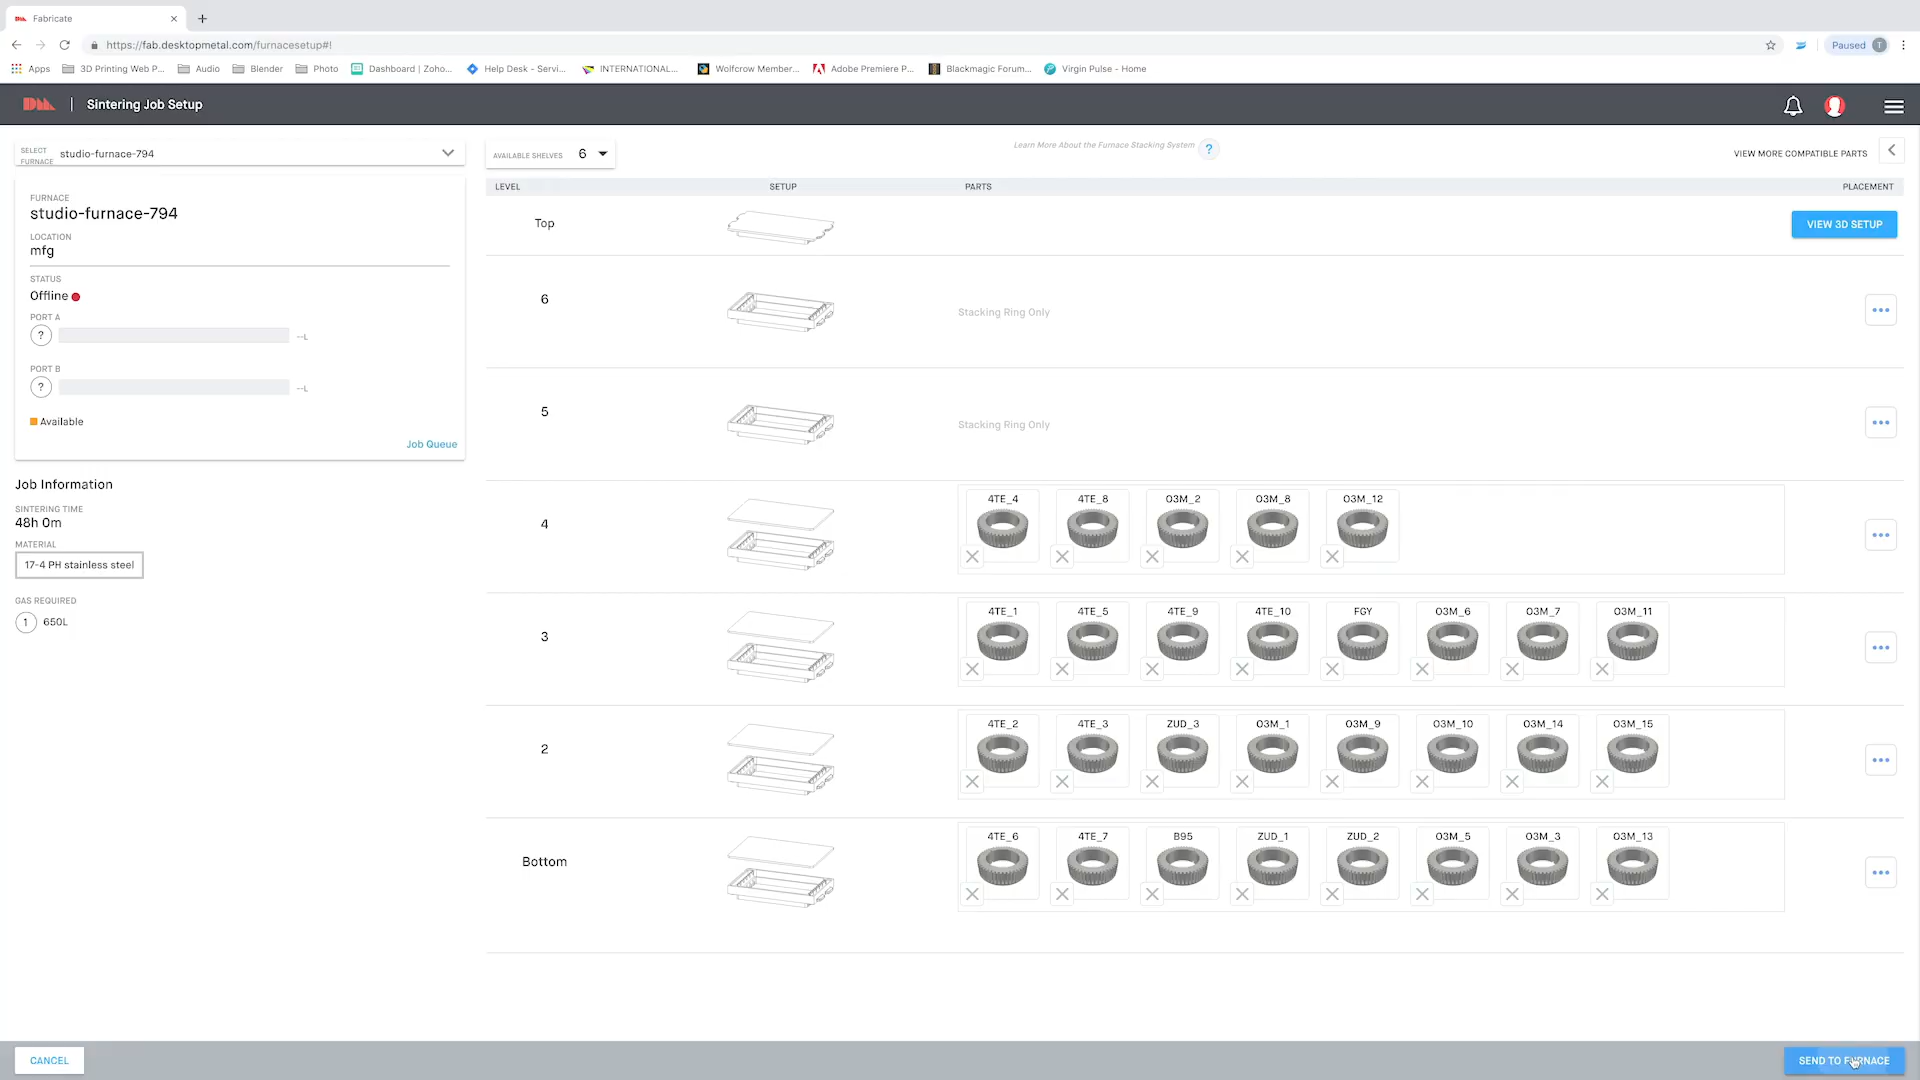 Fabricate
https://fab.desktopmetal.com/furnacesetup#!
Paused
T
Apps
3D Printing Web P...
Audio
Blender
Photo
Dashboard | Zoho...
Help Desk - Servi...
INTERNATIONAL...
Wolfcrow Member...
Adobe Premiere P...
Blackmagic Forum...
Virgin Pulse - Home
Sintering Job Setup
SELECT FURNACE studio-furnace-794
AVAILABLE SHELVES 6
Learn More About the Furnace Stacking System ?
VIEW MORE COMPATIBLE PARTS
FURNACE
studio-furnace-794
LOCATION
mfg
STATUS
Offline
PORT A
? --L
PORT B
? --L
Available
Job Queue
Job Information
SINTERING TIME
48h 0m
MATERIAL
17-4 PH stainless steel
GAS REQUIRED
1 650L
LEVEL SETUP PARTS PLACEMENT
Top
VIEW 3D SETUP
6
Stacking Ring Only
5
Stacking Ring Only
4TE_4 4TE_8 O3M_2 O3M_8 O3M_12
4
4TE_1 4TE_5 4TE_9 4TE_10 FGY O3M_6 O3M_7 O3M_11
3
4TE_2 4TE_3 ZUD_3 O3M_1 O3M_9 O3M_10 O3M_14 O3M_15
2
4TE_6 4TE_7 B95 ZUD_1 ZUD_2 O3M_5 O3M_3 O3M_13
Bottom
CANCEL
SEND TO FURNACE